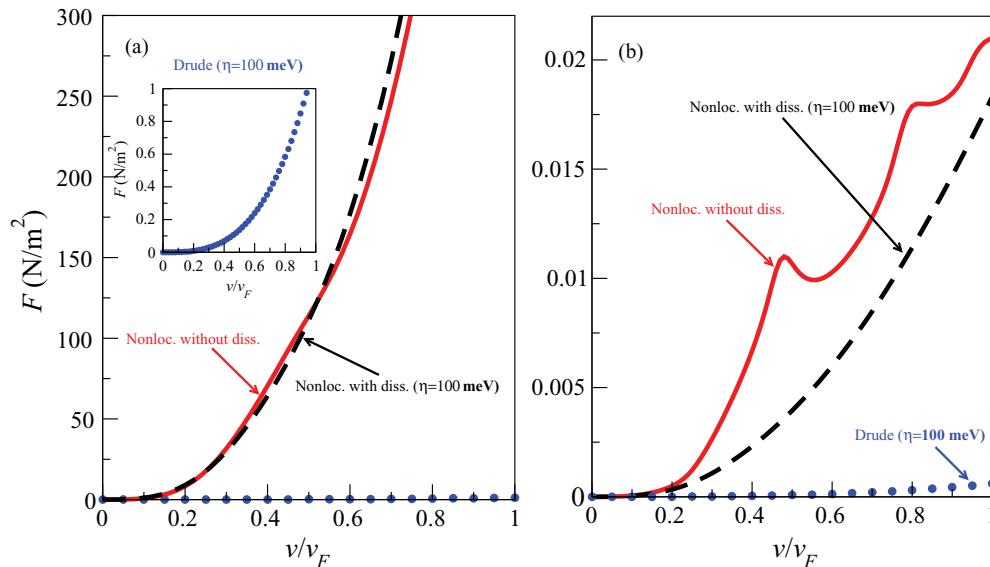 (a)
Drude (η=100 meV)
1
0.8
0.6
0.4
0.2
0
F (N/m²)
0 0.2 0.4 0.6 0.8 1
v/v_F
300
250
200
150
100
50
0
F (N/m²)
Nonloc. without diss.
Nonloc. with diss. (η=100 meV)
0 0.2 0.4 0.6 0.8 1
v/v_F
(b)
0.02
0.015
0.01
0.005
0
Nonloc. with diss. (η=100 meV)
Nonloc. without diss.
Drude (η=100 meV)
0 0.2 0.4 0.6 0.8 1
v/v_F